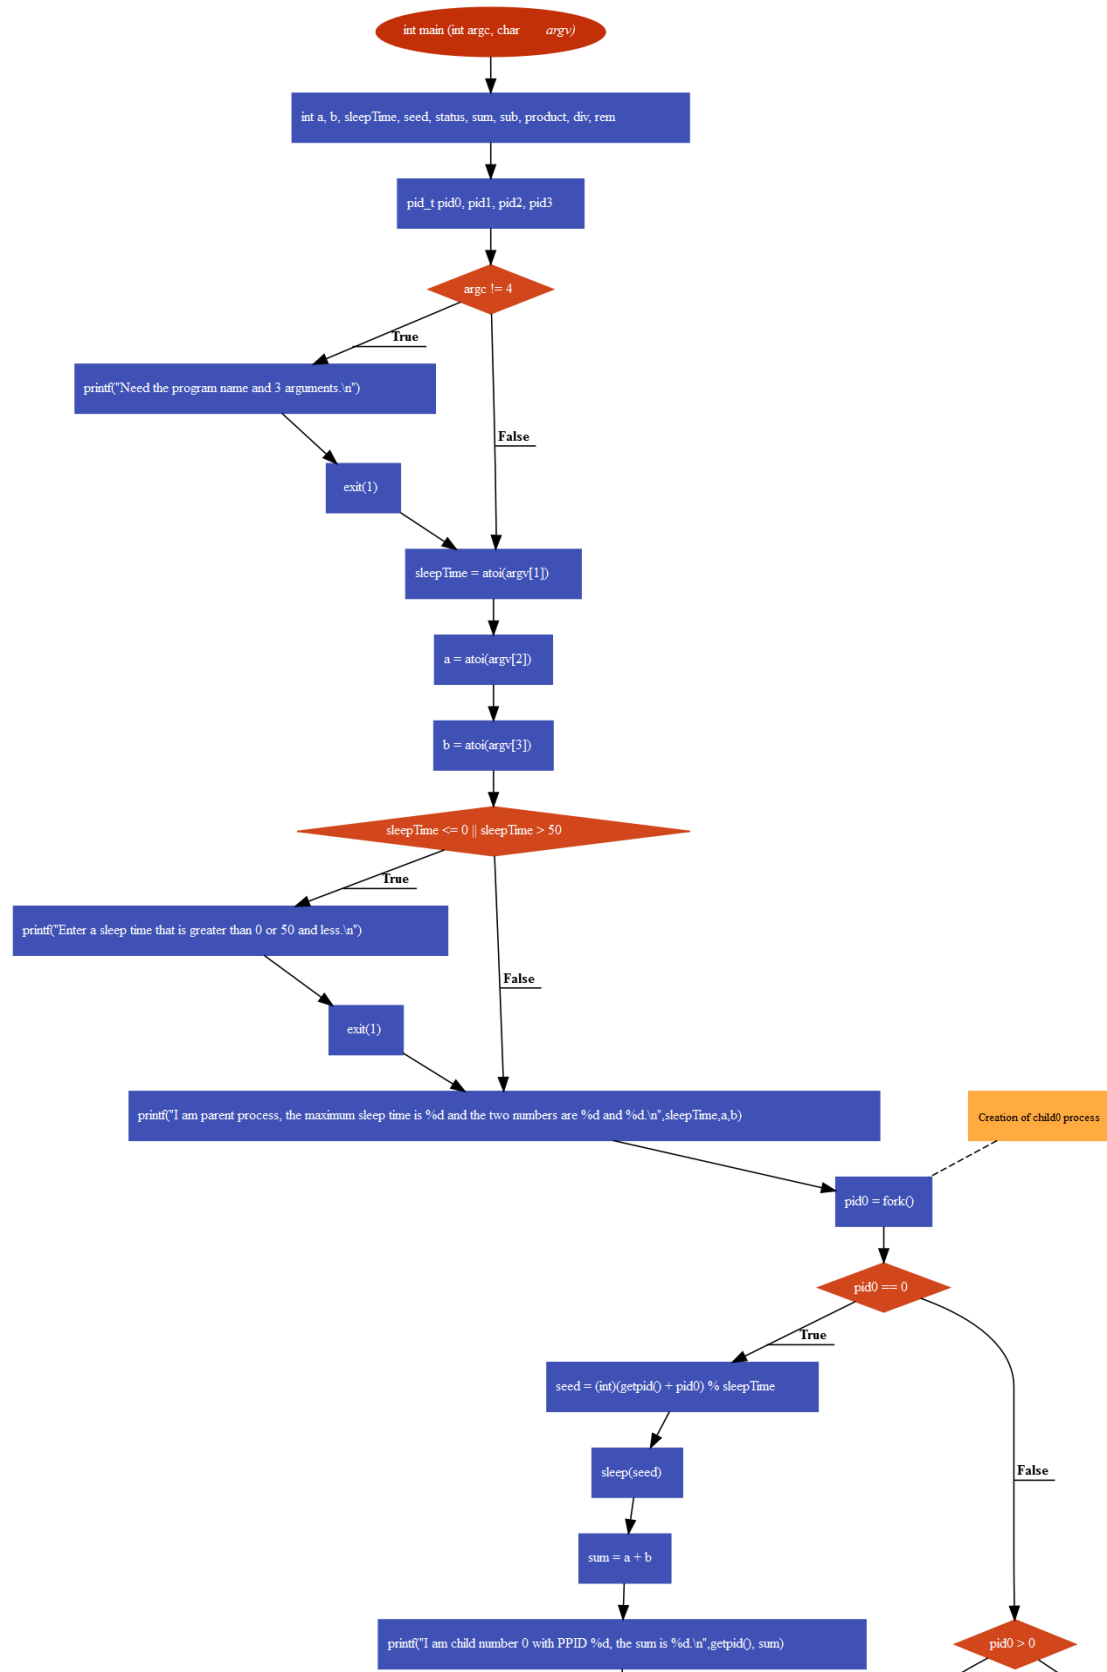 int main (int argc, char argv)
int a, b, sleepTime, seed, status, sum, sub, product, div, rem
pid_t pid0, pid1, pid2, pid3
argc != 4
True
printf("Need the program name and 3 arguments.\n")
False
exit(1)
sleepTime = atoi(argv[1])
a = atoi(argv[2])
b = atoi(argv[3])
sleepTime <= 0 || sleepTime > 50
True
printf("Enter a sleep time that is greater than 0 or 50 and less.\n")
False
exit(1)
printf("I am parent process, the maximum sleep time is %d and the two numbers are %d and %d.\n",sleepTime,a,b)
Creation of child0 process
pid0 = fork()
pid0 == 0
True
seed = (int)(getpid() + pid0) % sleepTime
sleep(seed)
False
sum = a + b
printf("I am child number 0 with PPID %d, the sum is %d.\n",getpid(), sum)
pid0 > 0